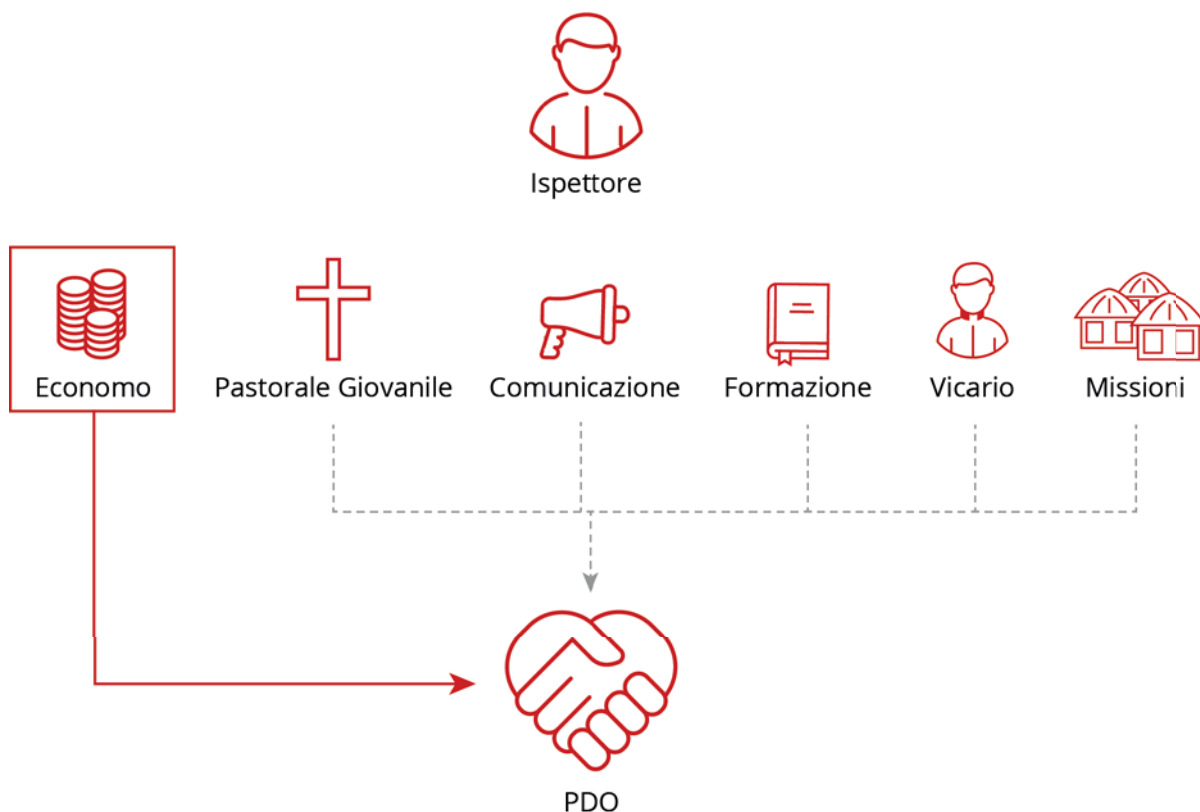 Ispettore
Economo
Pastorale Giovanile
Comunicazione
Formazione
Vicario
Missioni
PDO